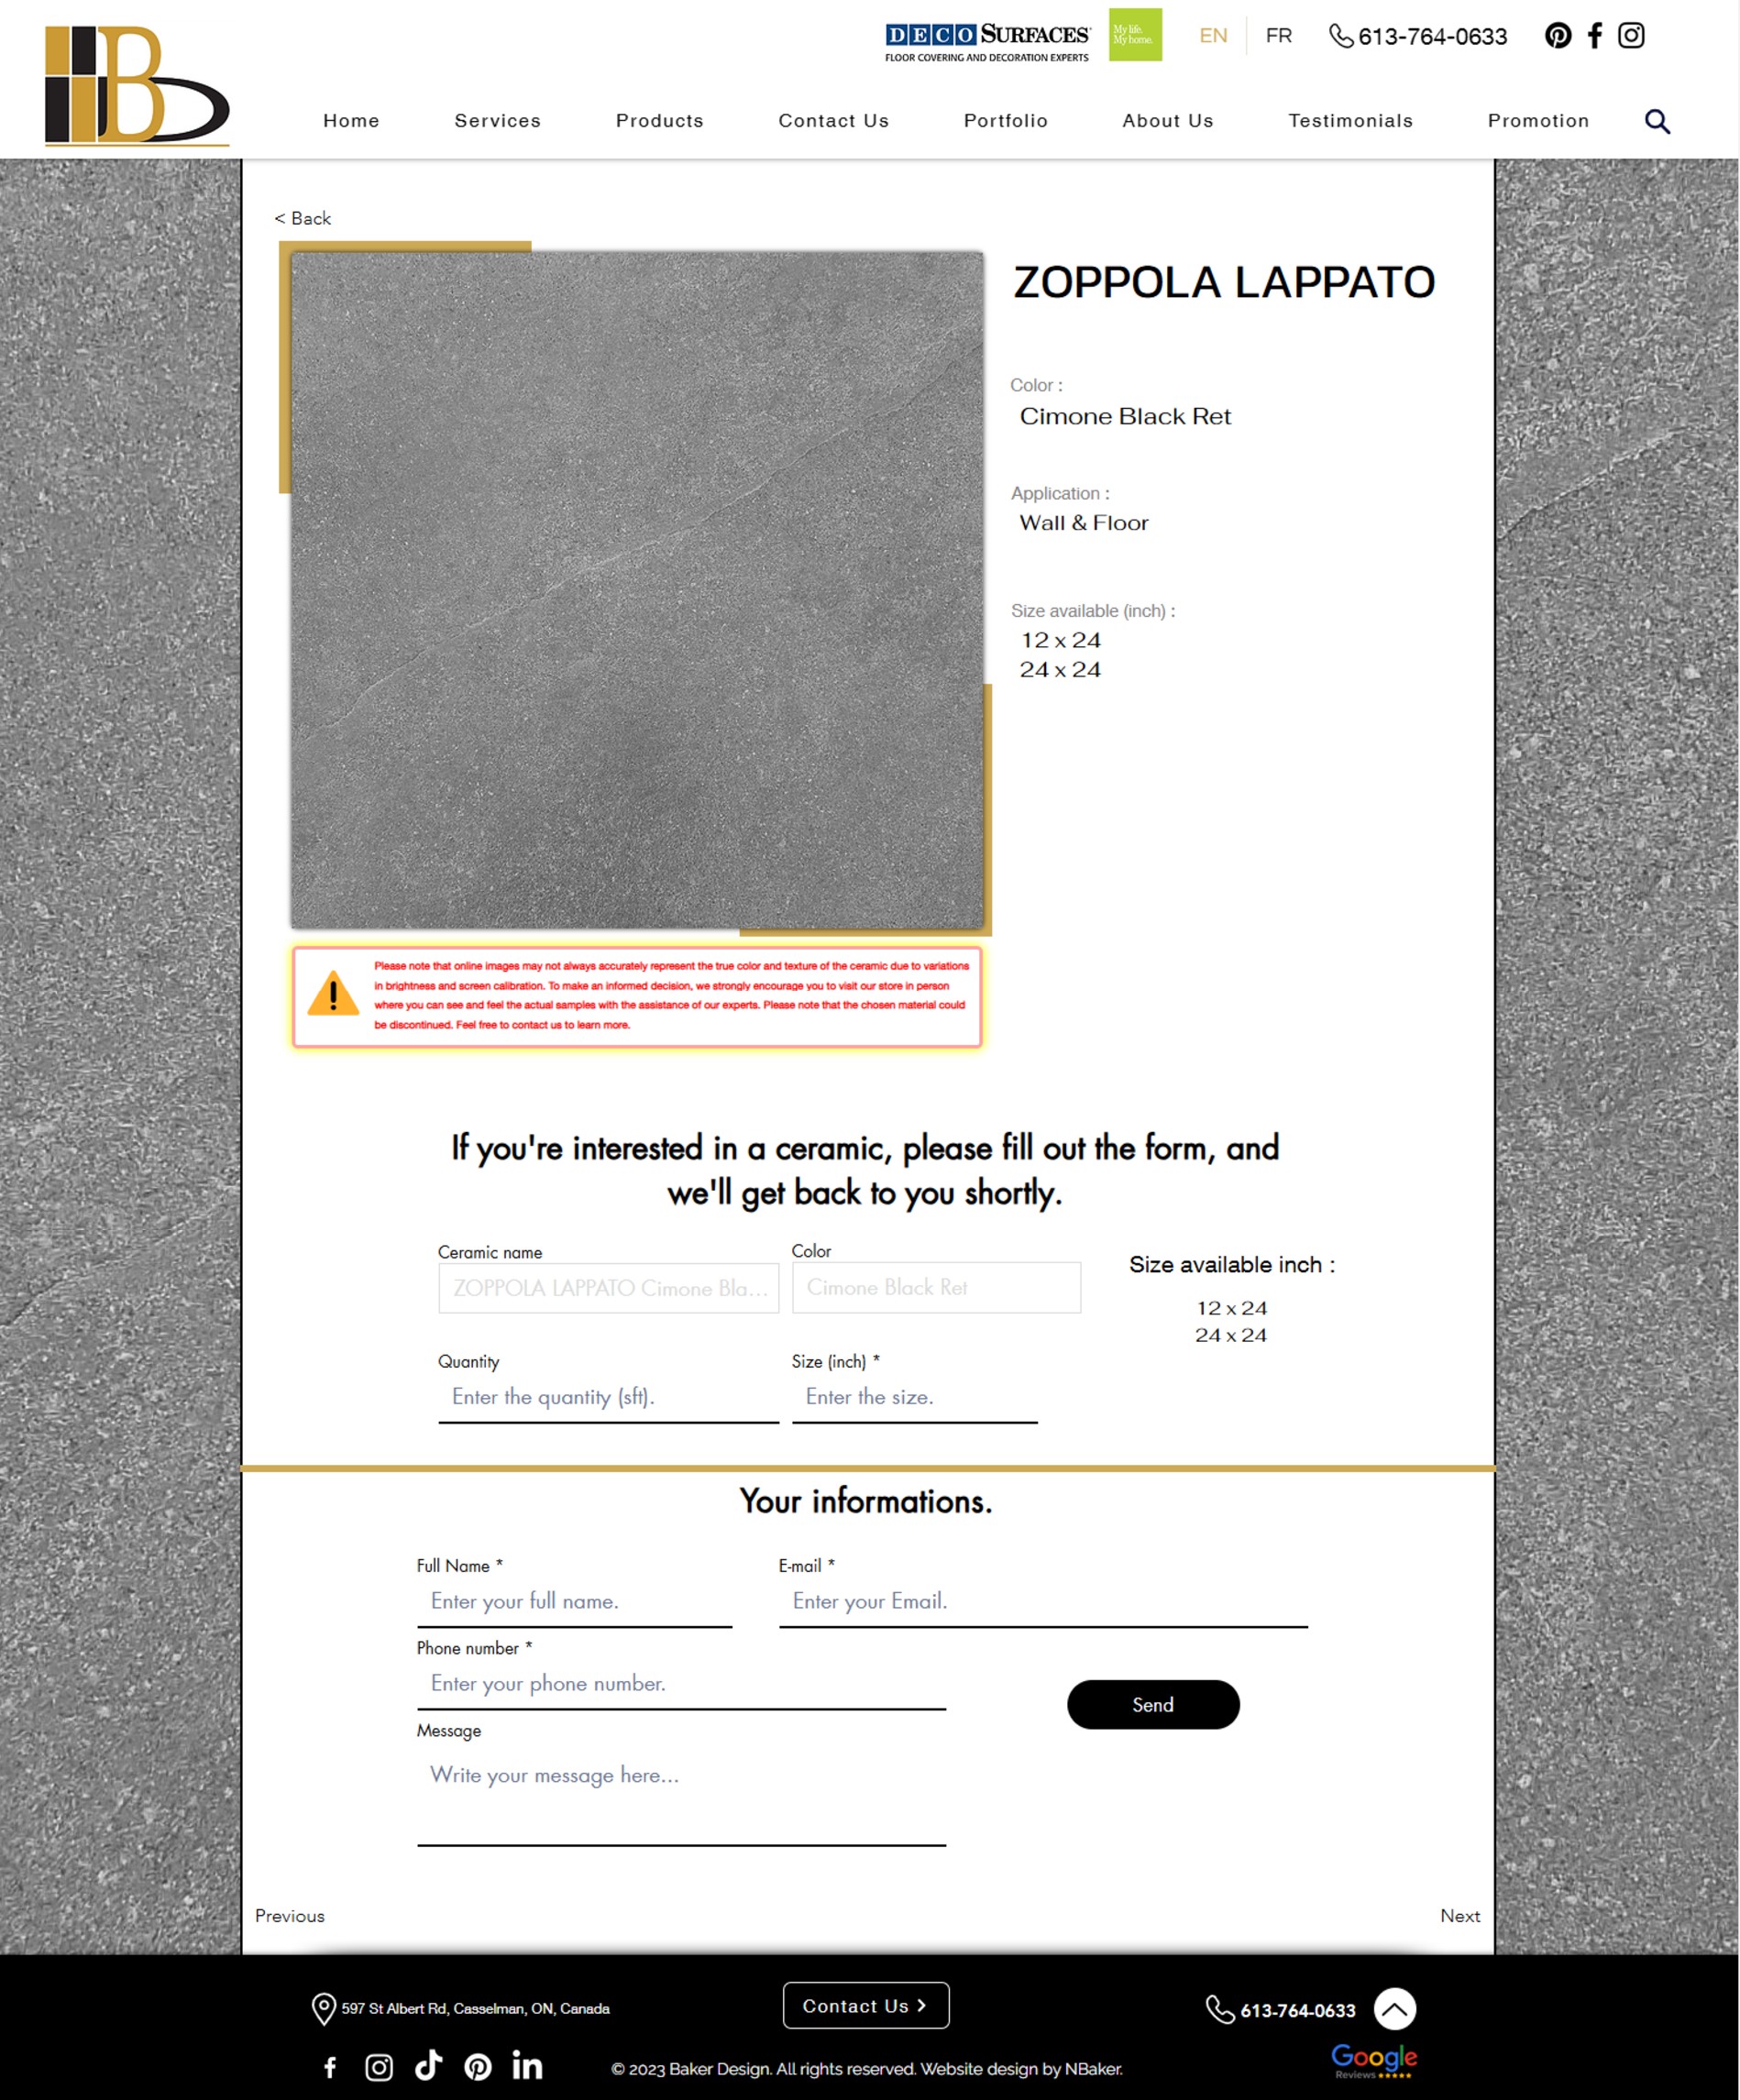 DECO SURFACES
FLOOR COVERING AND DECORATION EXPERTS
My life.
My home.
EN
FR
613-764-0633
B
Home
Services
Products
Contact Us
Portfolio
About Us
Testimonials
Promotion
< Back
ZOPPOLA LAPPATO
Color :
Cimone Black Ret
Application :
Wall & Floor
Size available (inch) :
12 x 24
24 x 24
Please note that online images may not always accurately represent the true color and texture of the ceramic due to variations
in brightness and screen calibration. To make an informed decision, we strongly encourage you to visit our store in person
where you can see and feel the actual samples with the assistance of our experts. Please note that the chosen material could
be discontinued. Feel free to contact us to learn more.
If you're interested in a ceramic, please fill out the form, and
we'll get back to you shortly.
Ceramic name
ZOPPOLA LAPPATO Cimone Bla...
Color
Cimone Black Ret
Size available inch :
12 x 24
24 x 24
Quantity
Enter the quantity (sft).
Size (inch) *
Enter the size.
Your informations.
Full Name *
Enter your full name.
E-mail *
Enter your Email.
Phone number *
Enter your phone number.
Send
Message
Write your message here...
Previous
Next
597 St Albert Rd, Casselman, ON, Canada
Contact Us >
613-764-0633
© 2023 Baker Design. All rights reserved. Website design by NBaker.
Google
Reviews ★★★★★